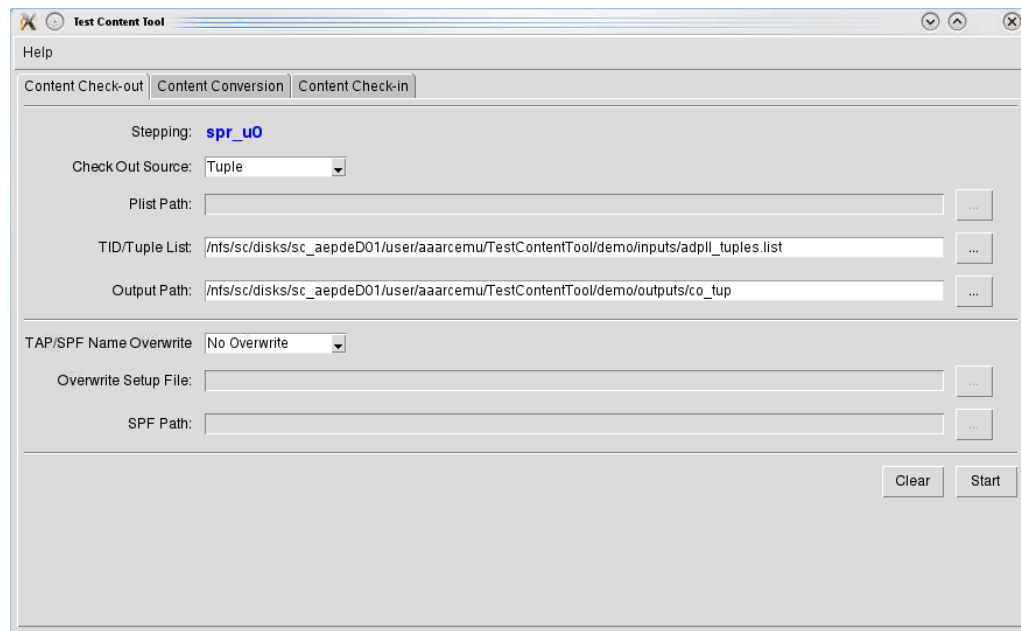 Test Content Tool
Help
Content Check-out Content Conversion Content Check-in
Stepping: spr_u0
Check Out Source: Tuple
Plist Path: ...
TID/Tuple List: /nfs/sc/disks/sc_aepdeD01/user/aaarcemu/TestContentTool/demo/inputs/adpll_tuples.list ...
Output Path: /nfs/sc/disks/sc_aepdeD01/user/aaarcemu/TestContentTool/demo/outputs/co_tup ...
TAP/SPF Name Overwrite No Overwrite
Overwrite Setup File: ...
SPF Path: ...
Clear Start